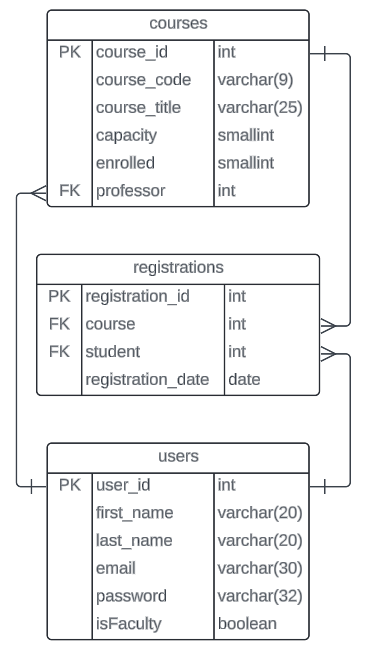 courses
PK course_id int
course_code varchar(9)
course_title varchar(25)
capacity smallint
enrolled smallint
FK professor int
registrations
PK registration_id int
FK course int
FK student int
registration_date date
users
PK user_id int
first_name varchar(20)
last_name varchar(20)
email varchar(30)
password varchar(32)
isFaculty boolean